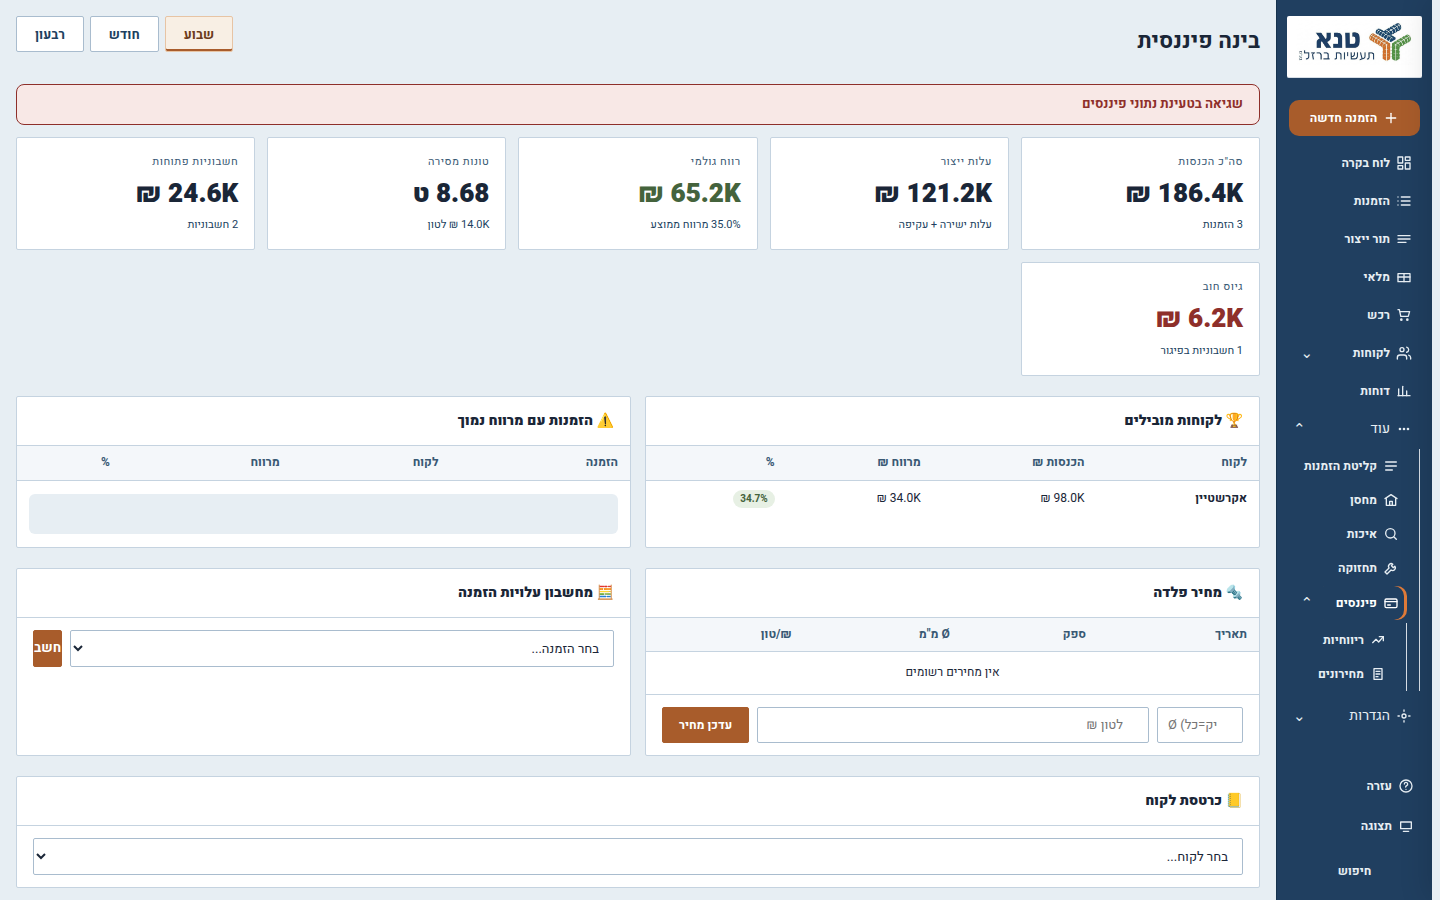 טנא
תעשיות ברזל
הזמנה חדשה
לוח בקרה
הזמנות
תור ייצור
מלאי
רכש
לקוחות
דוחות
עוד
קליטת הזמנות
מחסן
איכות
תחזוקה
פיננסים
ריווחיות
מחירונים
הגדרות
עזרה
תצוגה
חיפוש
בינה פיננסית
שבוע
חודש
רבעון
שגיאה בטעינת נתוני פיננסים
סה"כ הכנסות
186.4K ₪
3 הזמנות
עלות ייצור
121.2K ₪
עלות ישירה + עקיפה
רווח גולמי
65.2K ₪
35.0% מרווח ממוצע
טונות מסירה
8.68 ט
14.0K ₪ לטון
חשבוניות פתוחות
24.6K ₪
2 חשבוניות
גיוס חוב
6.2K ₪
1 חשבוניות בפיגור
🏆 לקוחות מובילים
לקוח הכנסות ₪ מרווח ₪ %
אקרשטיין 98.0K ₪ 34.0K ₪ 34.7%
⚠️ הזמנות עם מרווח נמוך
הזמנה לקוח מרווח %
🔩 מחיר פלדה
תאריך ספק Ø מ"מ ₪/טון
אין מחירים רשומים
Ø (יק=כל
₪ לטון
עדכן מחיר
🧮 מחשבון עלויות הזמנה
בחר הזמנה...
חשב
📒 כרטסת לקוח
בחר לקוח...